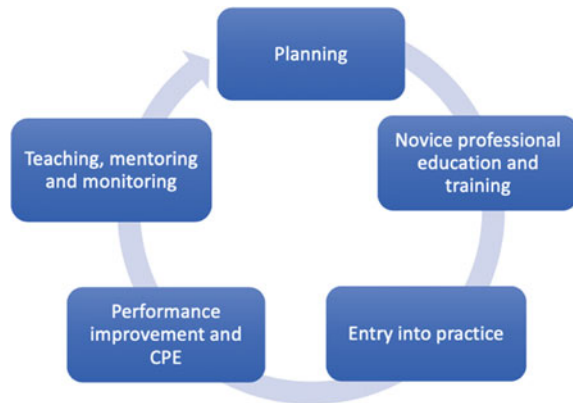 Planning
Novice professional
education and
training
Entry into practice
Performance
improvement and
CPE
Teaching, mentoring
and monitoring